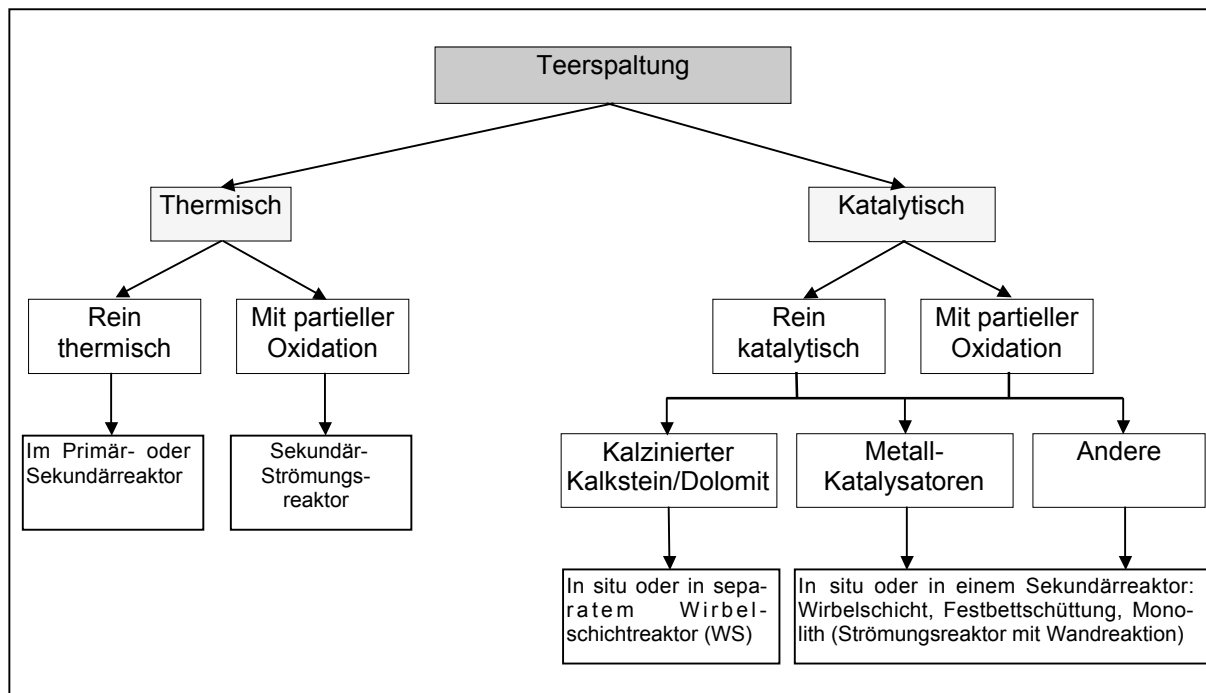 Teerspaltung
Thermisch
Katalytisch
Rein
thermisch
Mit partieller
Oxidation
Rein
katalytisch
Mit partieller
Oxidation
Im Primär- oder
Sekundärreaktor
Sekundär-
Strömungs-
reaktor
Kalzinierter
Kalkstein/Dolomit
Metall-
Katalysatoren
Andere
In situ oder in sepa-
ratem Wirbel-
schichtreaktor (WS)
In situ oder in einem Sekundärreaktor:
Wirbelschicht, Festbettschüttung, Mono-
lith (Strömungsreaktor mit Wandreaktion)